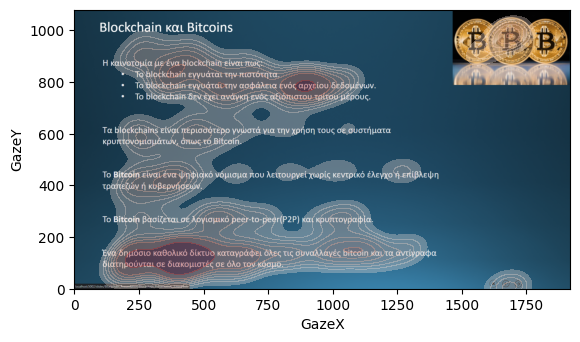 Blockchain και Bitcoins
Η καινοτομία με ένα blockchain είναι πως:
• Το blockchain εγγυάται την πιστότητα.
• Το blockchain εγγυάται την ασφάλεια ενός αρχείου δεδομένων.
• Το blockchain δεν έχει ανάγκη ενός αξιόπιστου τρίτου μέρους.
Τα blockchains είναι περισσότερο γνωστά για την χρήση τους σε συστήματα
κρυπτονομισμάτων, όπως το Bitcoin.
Το Bitcoin είναι ένα ψηφιακό νόμισμα που λειτουργεί χωρίς κεντρικό έλεγχο ή επίβλεψη
τραπεζών ή κυβερνήσεων.
Το Bitcoin βασίζεται σε λογισμικό peer-to-peer(P2P) και κρυπτογραφία.
Ένα δημόσιο καθολικό δίκτυο καταγράφει όλες τις συναλλαγές bitcoin και τα αντίγραφα
διατηρούνται σε διακομιστές σε όλο τον κόσμο.
GazeY
1000
800
600
400
200
0
0 250 500 750 1000 1250 1500 1750
GazeX